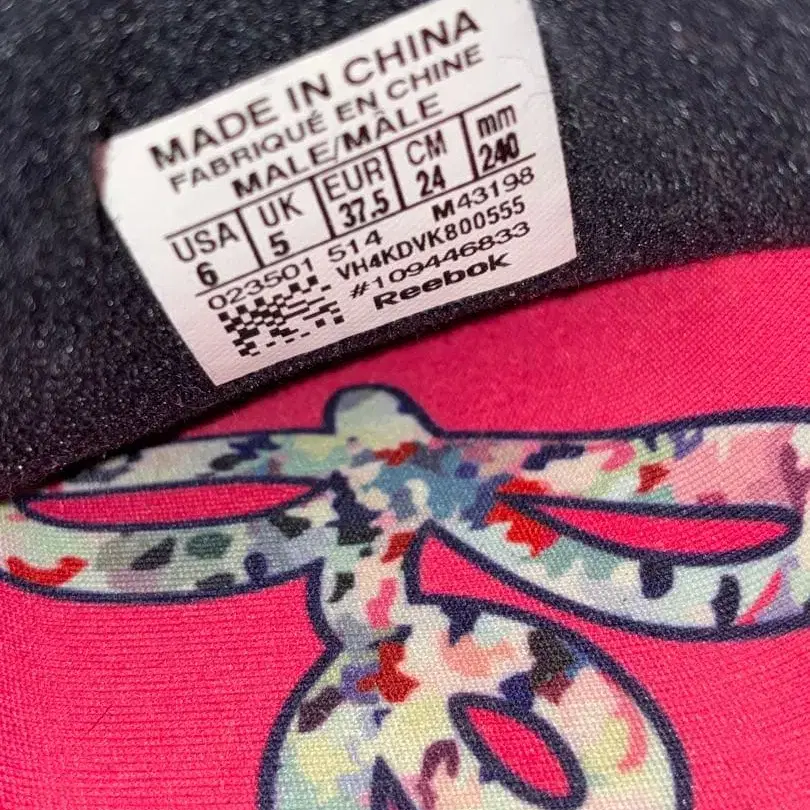 MADE IN CHINA
FABRIQUÉ EN CHINE
MALE/MÂLE
USA UK EUR CM mm
6 5 37.5 24 240
023501 514 M43198
VH4KDVK800555
#109446833
Reebok